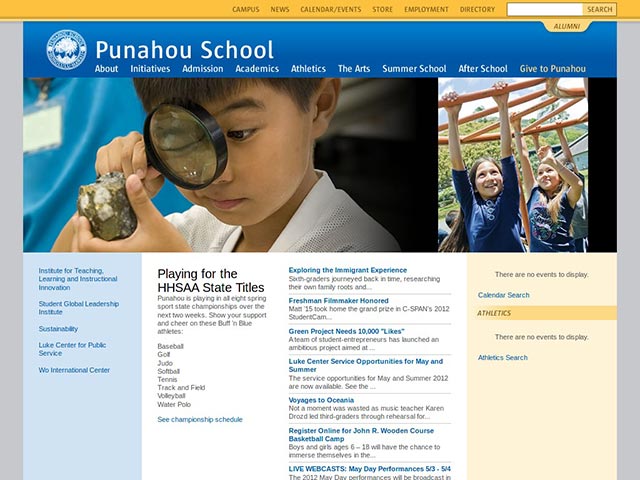 CAMPUS NEWS CALENDAR/EVENTS STORE EMPLOYMENT DIRECTORY SEARCH
ALUMNI
Punahou School
About Initiatives Admission Academics Athletics The Arts Summer School After School Give to Punahou
Institute for Teaching,
Learning and Instructional
Innovation
Student Global Leadership
Institute
Sustainability
Luke Center for Public
Service
Wo International Center
Playing for the
HHSAA State Titles
Punahou is playing in all eight spring
sport state championships over the
next two weeks. Show your support
and cheer on these Buff 'n Blue
athletes:
Baseball
Golf
Judo
Softball
Tennis
Track and Field
Volleyball
Water Polo
See championship schedule
Exploring the Immigrant Experience
Sixth-graders journeyed back in time, researching
their own family roots and...
Freshman Filmmaker Honored
Matt '15 took home the grand prize in C-SPAN's 2012
StudentCam...
Green Project Needs 10,000 "Likes"
A team of student-entrepreneurs has launched an
ambitious project aimed at ...
Luke Center Service Opportunities for May and
Summer
The service opportunities for May and Summer 2012
are now available. See the ...
Voyages to Oceania
Not a moment was wasted as music teacher Karen
Drozd led third-graders through rehearsal for...
Register Online for John R. Wooden Course
Basketball Camp
Boys and girls ages 6 – 18 will have the chance to
immerse themselves in the...
LIVE WEBCASTS: May Day Performances 5/3 - 5/4
The 2012 May Day performances will be broadcast in
There are no events to display.
Calendar Search
ATHLETICS
There are no events to display.
Athletics Search